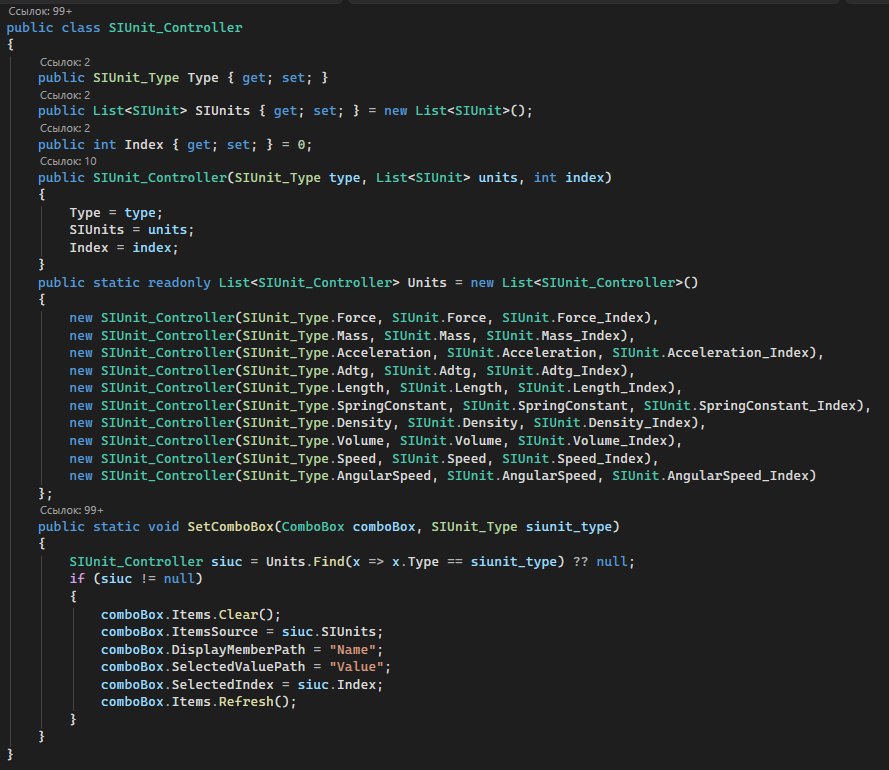 Ссылок: 99+
public class SIUnit_Controller
{
Ссылок: 2
public SIUnit_Type Type { get; set; }
Ссылок: 2
public List<SIUnit> SIUnits { get; set; } = new List<SIUnit>();
Ссылок: 2
public int Index { get; set; } = 0;
Ссылок: 10
public SIUnit_Controller(SIUnit_Type type, List<SIUnit> units, int index)
{
Type = type;
SIUnits = units;
Index = index;
}
public static readonly List<SIUnit_Controller> Units = new List<SIUnit_Controller>()
{
new SIUnit_Controller(SIUnit_Type.Force, SIUnit.Force, SIUnit.Force_Index),
new SIUnit_Controller(SIUnit_Type.Mass, SIUnit.Mass, SIUnit.Mass_Index),
new SIUnit_Controller(SIUnit_Type.Acceleration, SIUnit.Acceleration, SIUnit.Acceleration_Index),
new SIUnit_Controller(SIUnit_Type.Adtg, SIUnit.Adtg, SIUnit.Adtg_Index),
new SIUnit_Controller(SIUnit_Type.Length, SIUnit.Length, SIUnit.Length_Index),
new SIUnit_Controller(SIUnit_Type.SpringConstant, SIUnit.SpringConstant, SIUnit.SpringConstant_Index),
new SIUnit_Controller(SIUnit_Type.Density, SIUnit.Density, SIUnit.Density_Index),
new SIUnit_Controller(SIUnit_Type.Volume, SIUnit.Volume, SIUnit.Volume_Index),
new SIUnit_Controller(SIUnit_Type.Speed, SIUnit.Speed, SIUnit.Speed_Index),
new SIUnit_Controller(SIUnit_Type.AngularSpeed, SIUnit.AngularSpeed, SIUnit.AngularSpeed_Index)
};
Ссылок: 99+
public static void SetComboBox(ComboBox comboBox, SIUnit_Type siunit_type)
{
SIUnit_Controller siuc = Units.Find(x => x.Type == siunit_type) ?? null;
if (siuc != null)
{
comboBox.Items.Clear();
comboBox.ItemsSource = siuc.SIUnits;
comboBox.DisplayMemberPath = "Name";
comboBox.SelectedValuePath = "Value";
comboBox.SelectedIndex = siuc.Index;
comboBox.Items.Refresh();
}
}
}